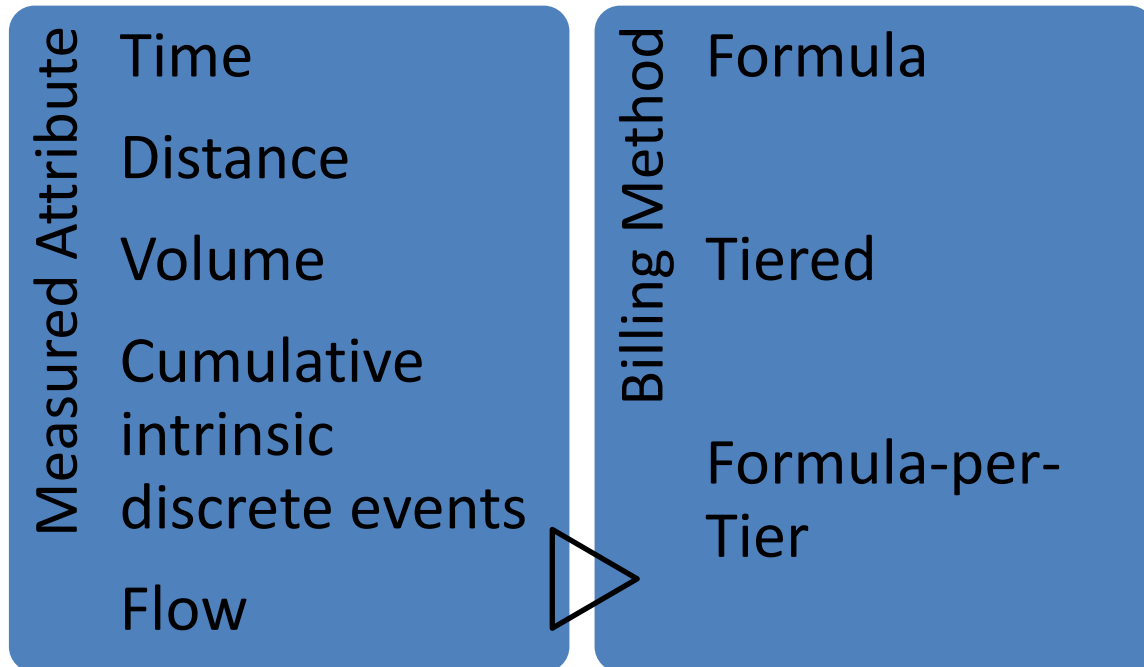 Measured Attribute
Time
Distance
Volume
Cumulative
intrinsic
discrete events
Flow
Billing Method
Formula
Tiered
Formula-per-
Tier